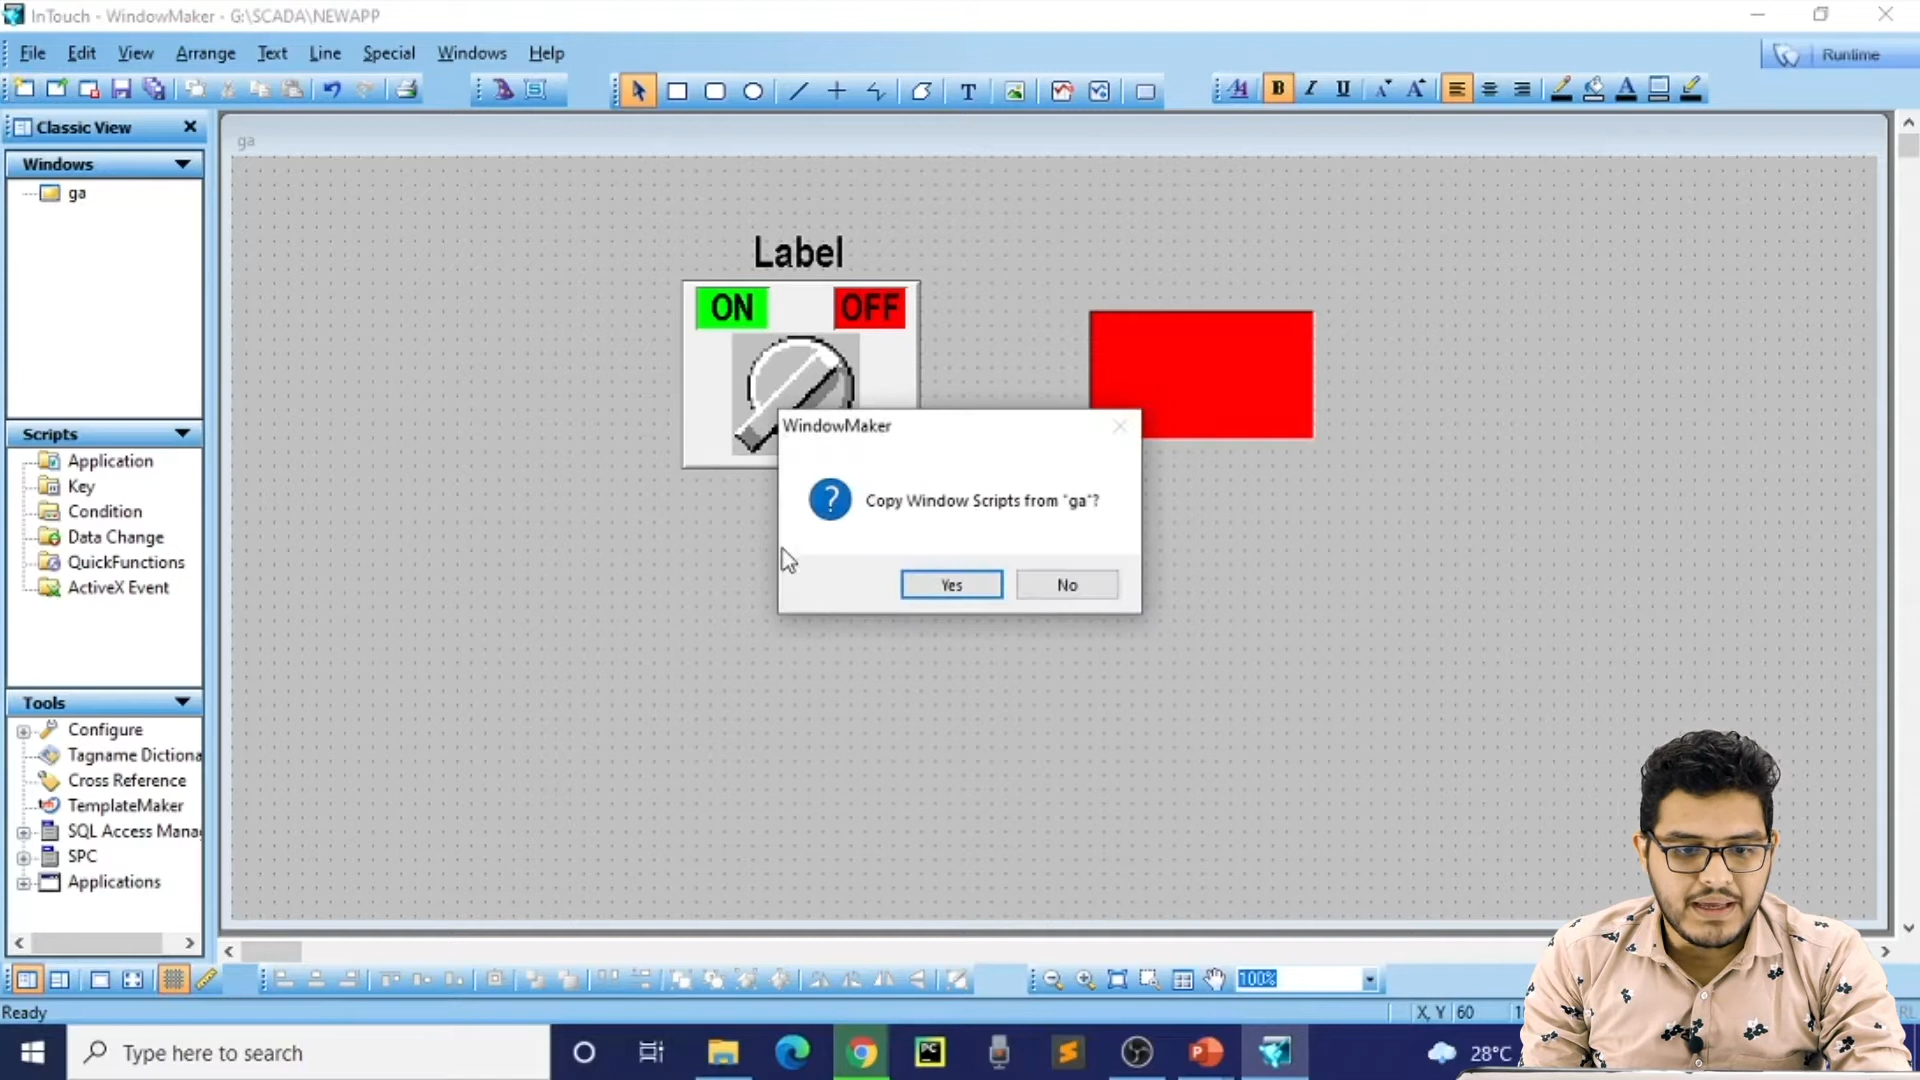 InTouch - WindowMaker - G:\SCADA\NEWAPP
File Edit View Arrange Text Line Special Windows Help
Runtime
Classic View
ga
Windows
ga
Label
ON OFF
WindowMaker
Copy Window Scripts from "ga"?
Yes No
Scripts
Application
Key
Condition
Data Change
QuickFunctions
ActiveX Event
Tools
Configure
Tagname Dictiona
Cross Reference
TemplateMaker
SQL Access Mana
SPC
Applications
100%
Ready
X, Y 60
Type here to search
28°C